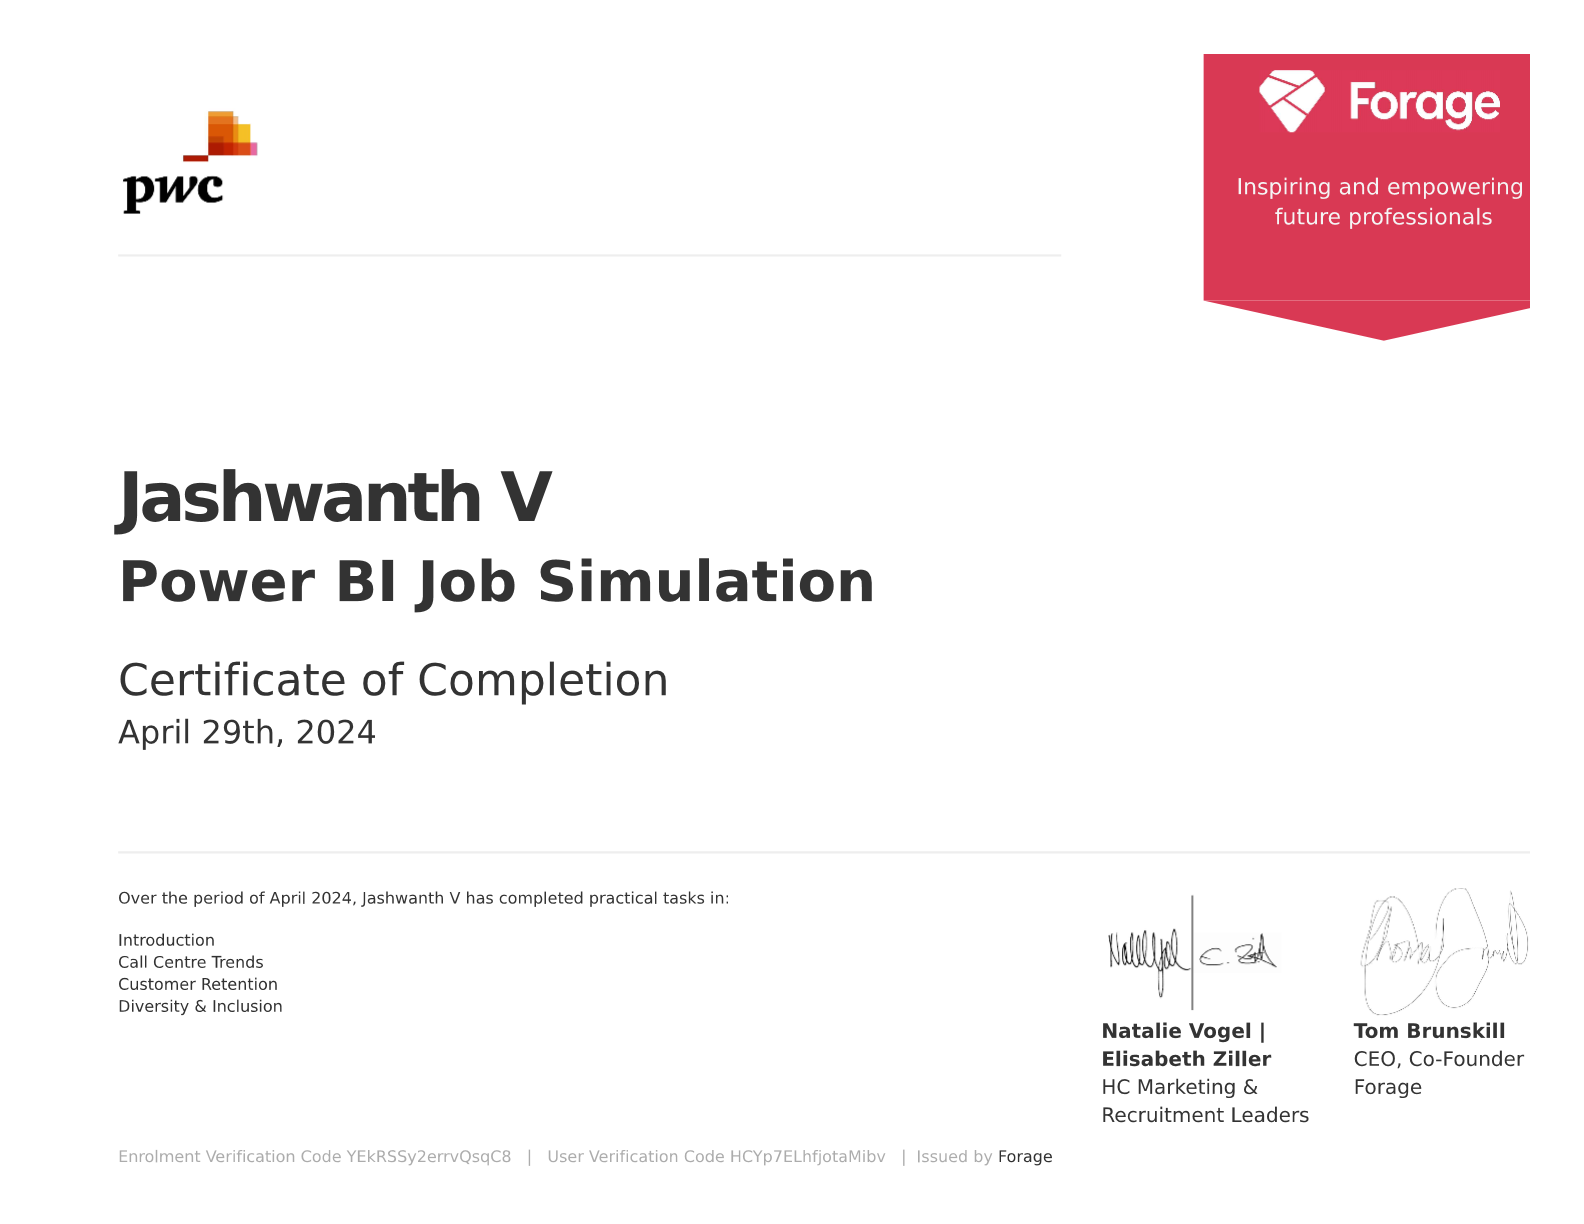 pwc
Forage
Inspiring and empowering
future professionals
Jashwanth V
Power BI Job Simulation
Certificate of Completion
April 29th, 2024
Over the period of April 2024, Jashwanth V has completed practical tasks in:
Introduction
Call Centre Trends
Customer Retention
Diversity & Inclusion
Natalie Vogel |
Elisabeth Ziller
HC Marketing &
Recruitment Leaders
E. Zill
Tom Brunskill
CEO, Co-Founder
Forage
Enrolment Verification Code YEkRSSy2errvQsqC8 | User Verification Code HCYp7ELhfjotaMibv | Issued by Forage